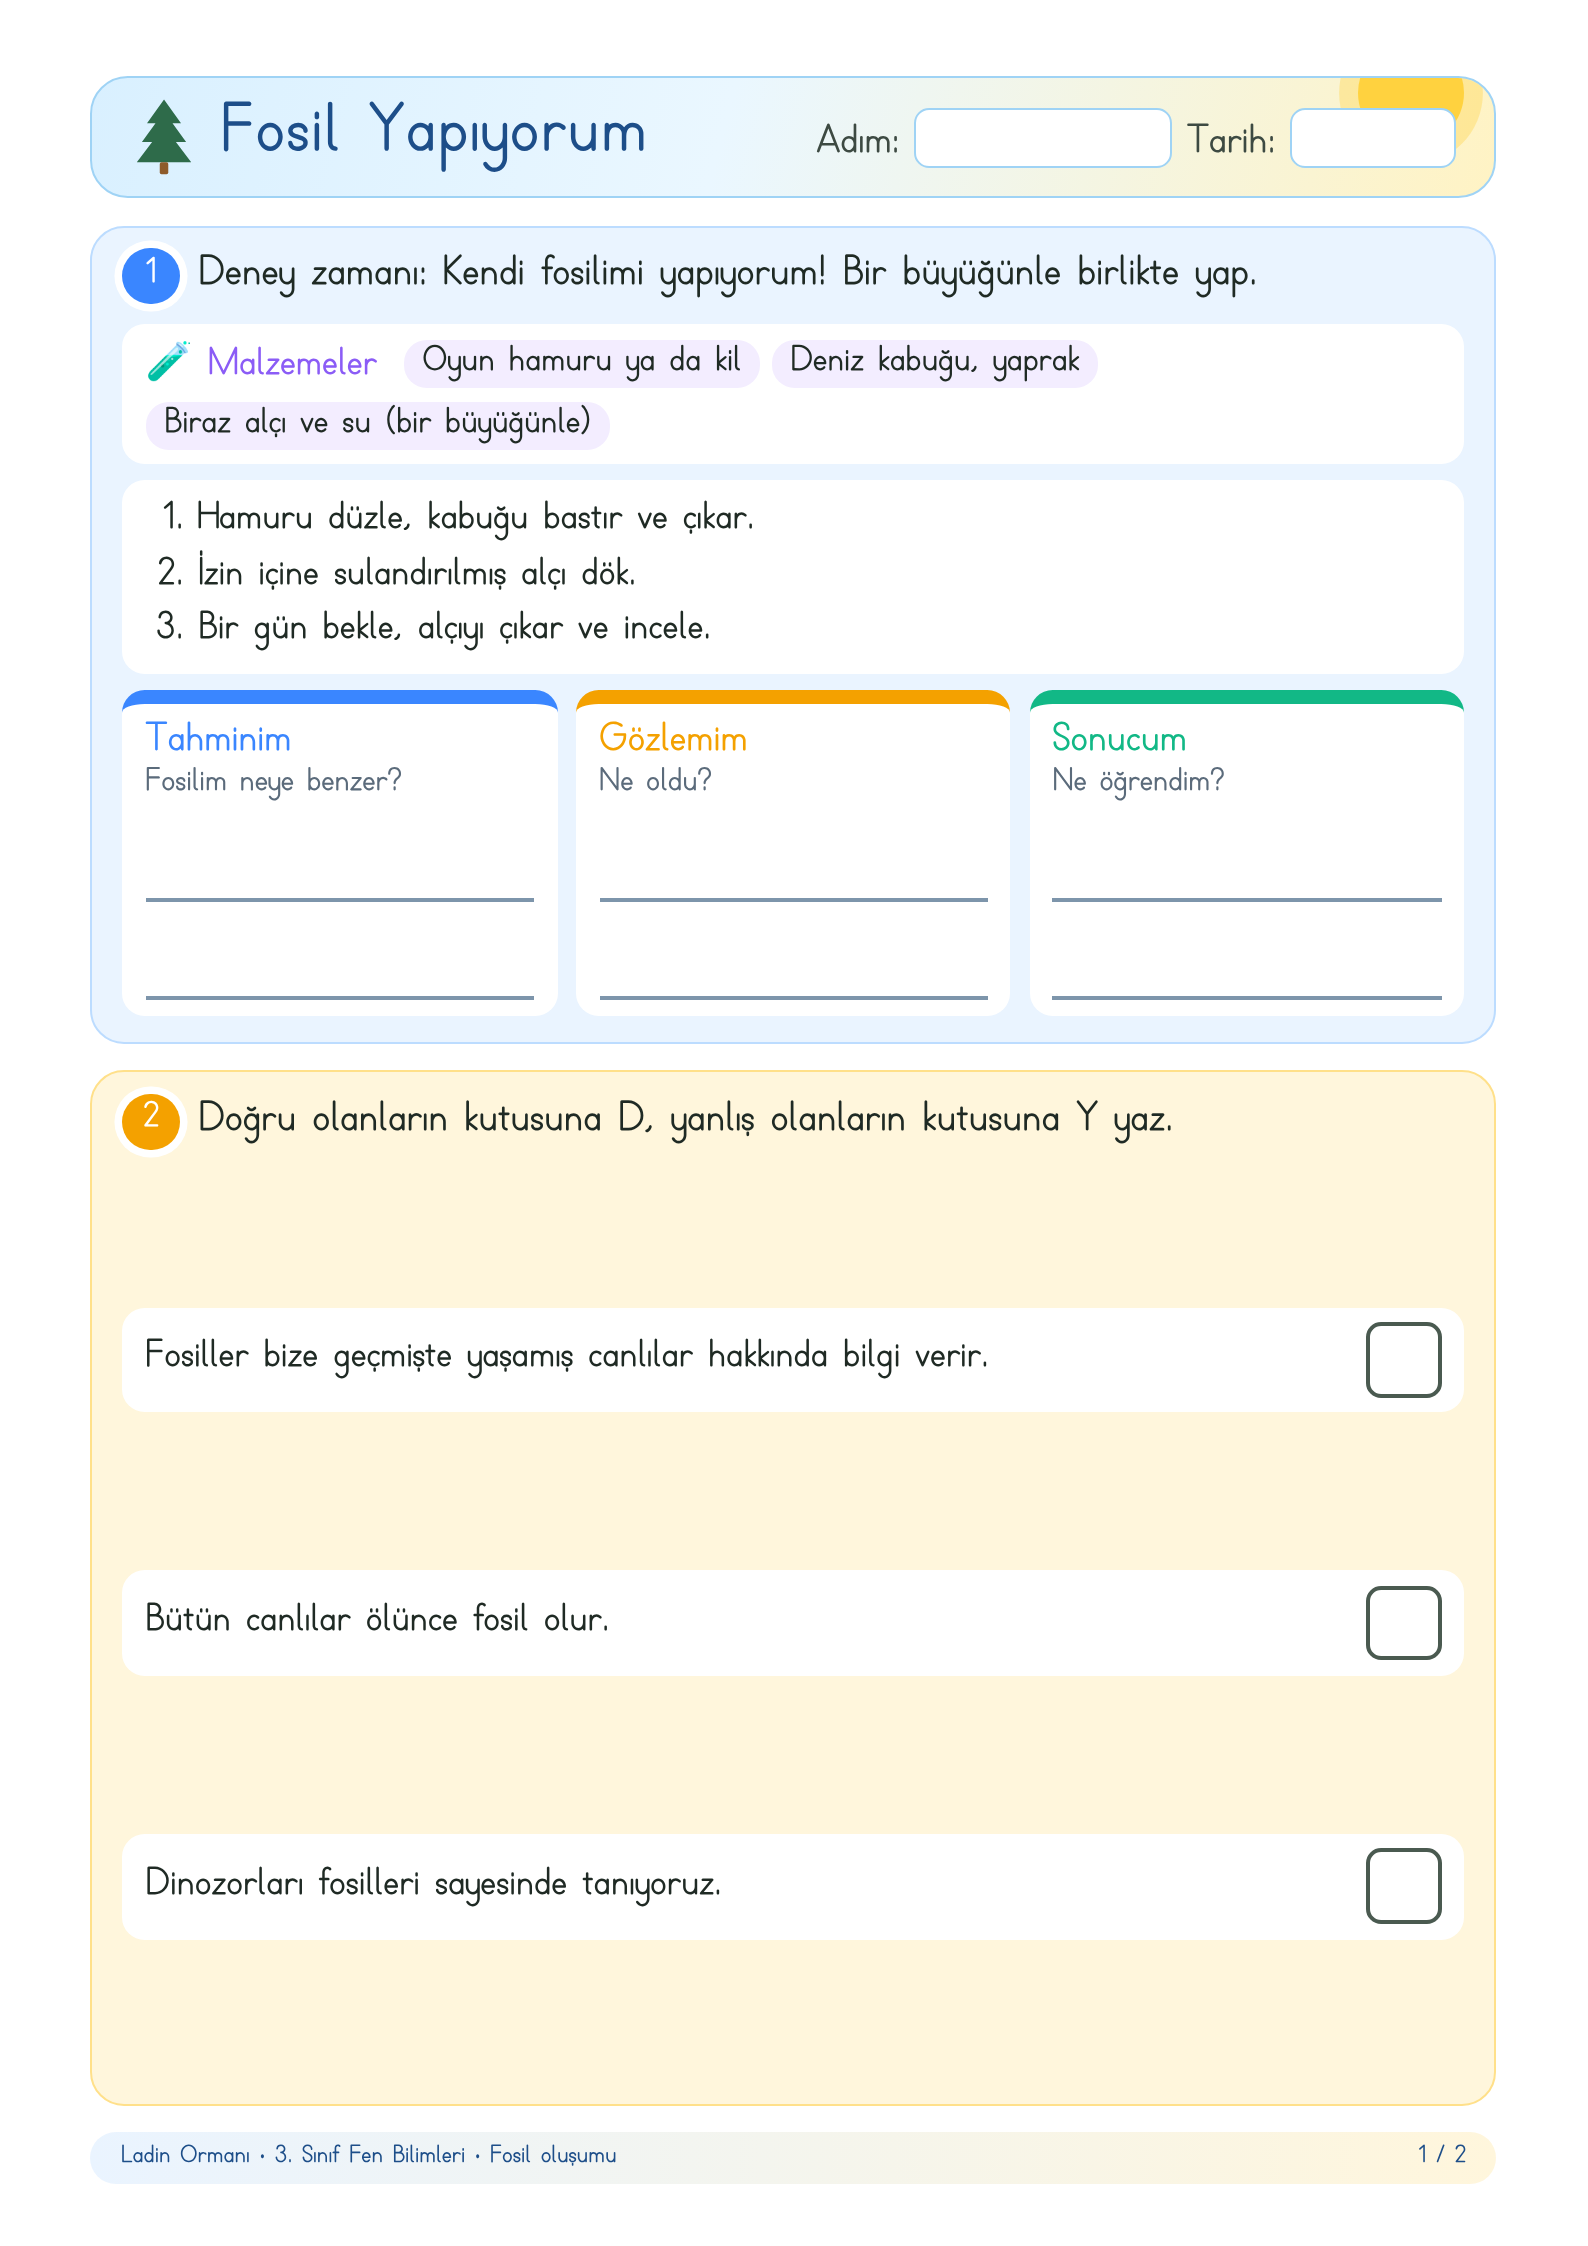 Fosil Yapıyorum
Adım:
Tarih:
1
Deney zamanı: Kendi fosilimi yapıyorum! Bir büyüğünle birlikte yap.
Malzemeler
Oyun hamuru ya da kil
Deniz kabuğu, yaprak
Biraz alçı ve su (bir büyüğünle)
1. Hamuru düzle, kabuğu bastır ve çıkar.
2. İzin içine sulandırılmış alçı dök.
3. Bir gün bekle, alçıyı çıkar ve incele.
Tahminim
Fosilim neye benzer?
Gözlemim
Ne oldu?
Sonucum
Ne öğrendim?
2
Doğru olanların kutusuna D, yanlış olanların kutusuna Y yaz.
Fosiller bize geçmişte yaşamış canlılar hakkında bilgi verir.
Bütün canlılar ölünce fosil olur.
Dinozorları fosilleri sayesinde tanıyoruz.
Ladin Ormanı • 3. Sınıf Fen Bilimleri • Fosil oluşumu
1 / 2